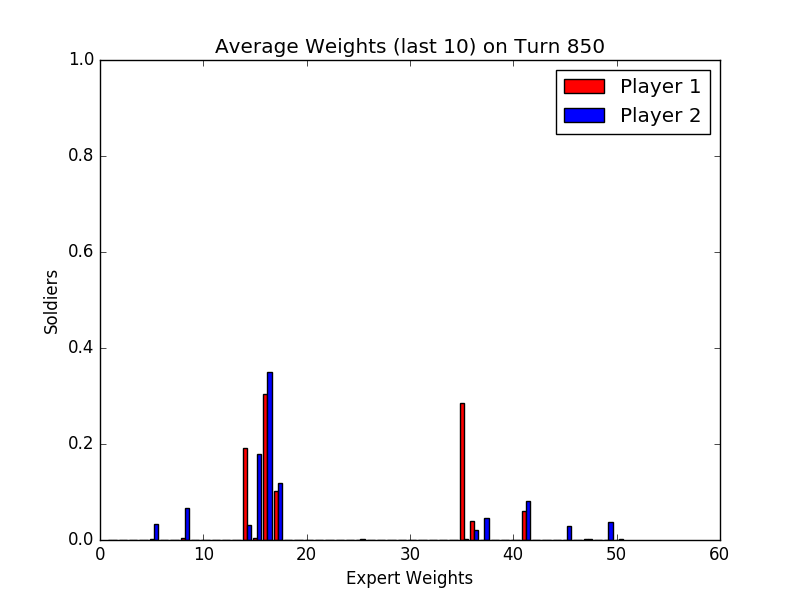 Average Weights (last 10) on Turn 850
1.0
Player 1
Player 2
0.8
0.6
Soldiers
0.4
0.2
0.0
0 10 20 30 40 50 60
Expert Weights